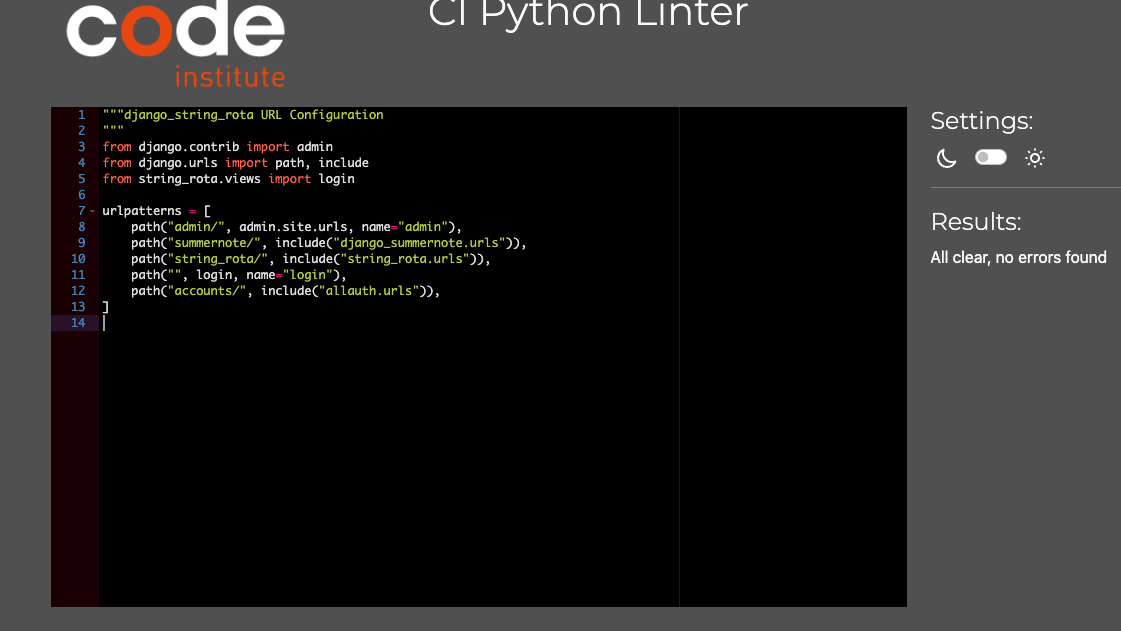 code
institute
CI Python Linter
1 """django_string_rota URL Configuration
2 """
3 from django.contrib import admin
4 from django.urls import path, include
5 from string_rota.views import login
6
7 urlpatterns = [
8     path("admin/", admin.site.urls, name="admin"),
9     path("summernote/", include("django_summernote.urls")),
10     path("string_rota/", include("string_rota.urls")),
11     path("", login, name="login"),
12     path("accounts/", include("allauth.urls")),
13 ]
14
Settings:
Results:
All clear, no errors found